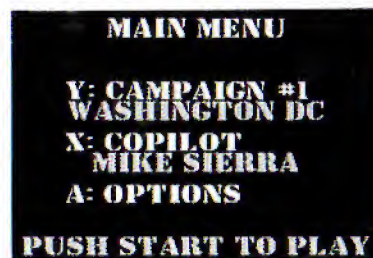 MAIN MENU
Y: CAMPAIGN #1
WASHINGTON DC
X: COPILOT
MIKE SIERRA
A: OPTIONS
PUSH START TO PLAY